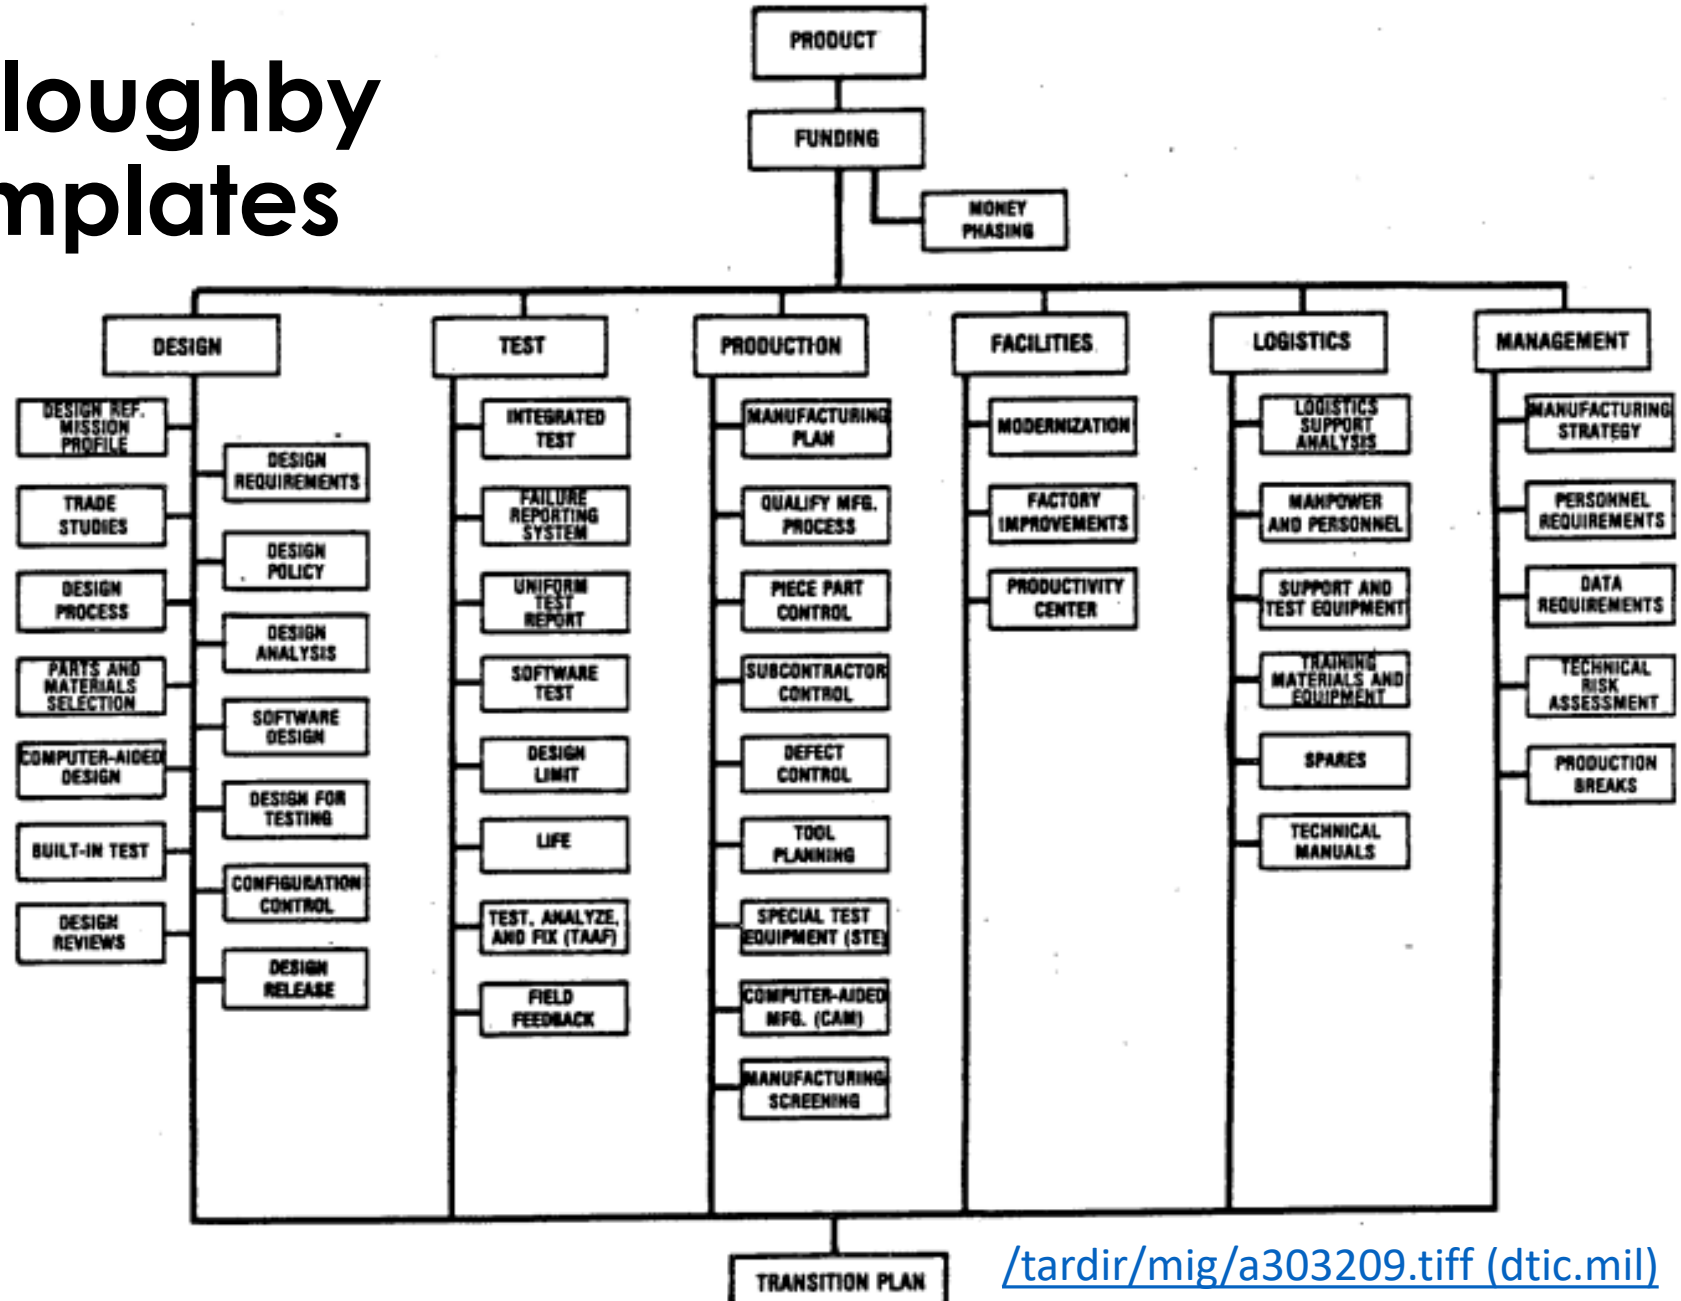 loughby
mplates
PRODUCT
FUNDING
MONEY
PHASING
DESIGN
TEST
PRODUCTION
FACILITIES
LOGISTICS
MANAGEMENT
DESIGN REF.
MISSION
PROFILE
TRADE
STUDIES
DESIGN
PROCESS
PARTS AND
MATERIALS
SELECTION
COMPUTER-AIDED
DESIGN
BUILT-IN TEST
DESIGN
REVIEWS
DESIGN
REQUIREMENTS
DESIGN
POLICY
DESIGN
ANALYSIS
SOFTWARE
DESIGN
DESIGN FOR
TESTING
CONFIGURATION
CONTROL
DESIGN
RELEASE
INTEGRATED
TEST
FAILURE
REPORTING
SYSTEM
UNIFORM
TEST
REPORT
SOFTWARE
TEST
DESIGN
LIMIT
LIFE
TEST, ANALYZE,
AND FIX (TAAF)
FIELD
FEEDBACK
MANUFACTURING
PLAN
QUALIFY MFG.
PROCESS
PIECE PART
CONTROL
SUBCONTRACTOR
CONTROL
DEFECT
CONTROL
TOOL
PLANNING
SPECIAL TEST
EQUIPMENT (STE)
COMPUTER-AIDED
MFG. (CAM)
MANUFACTURING
SCREENING
MODERNIZATION
FACTORY
IMPROVEMENTS
PRODUCTIVITY
CENTER
LOGISTICS
SUPPORT
ANALYSIS
MANPOWER
AND PERSONNEL
SUPPORT AND
TEST EQUIPMENT
TRAINING
MATERIALS AND
EQUIPMENT
SPARES
TECHNICAL
MANUALS
MANUFACTURING
STRATEGY
PERSONNEL
REQUIREMENTS
DATA
REQUIREMENTS
TECHNICAL
RISK
ASSESSMENT
PRODUCTION
BREAKS
TRANSITION PLAN
/tardir/mig/a303209.tiff (dtic.mil)